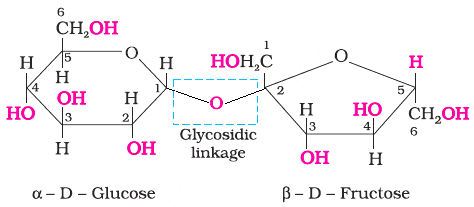 6
CH₂OH
5 O
H H
H
4 1
OH H
HO
3 2
H OH
O
Glycosidic
linkage
1
HOH₂C O H
2 5
H HO
CH₂OH
3 4 6
OH H
α – D – Glucose
β – D – Fructose